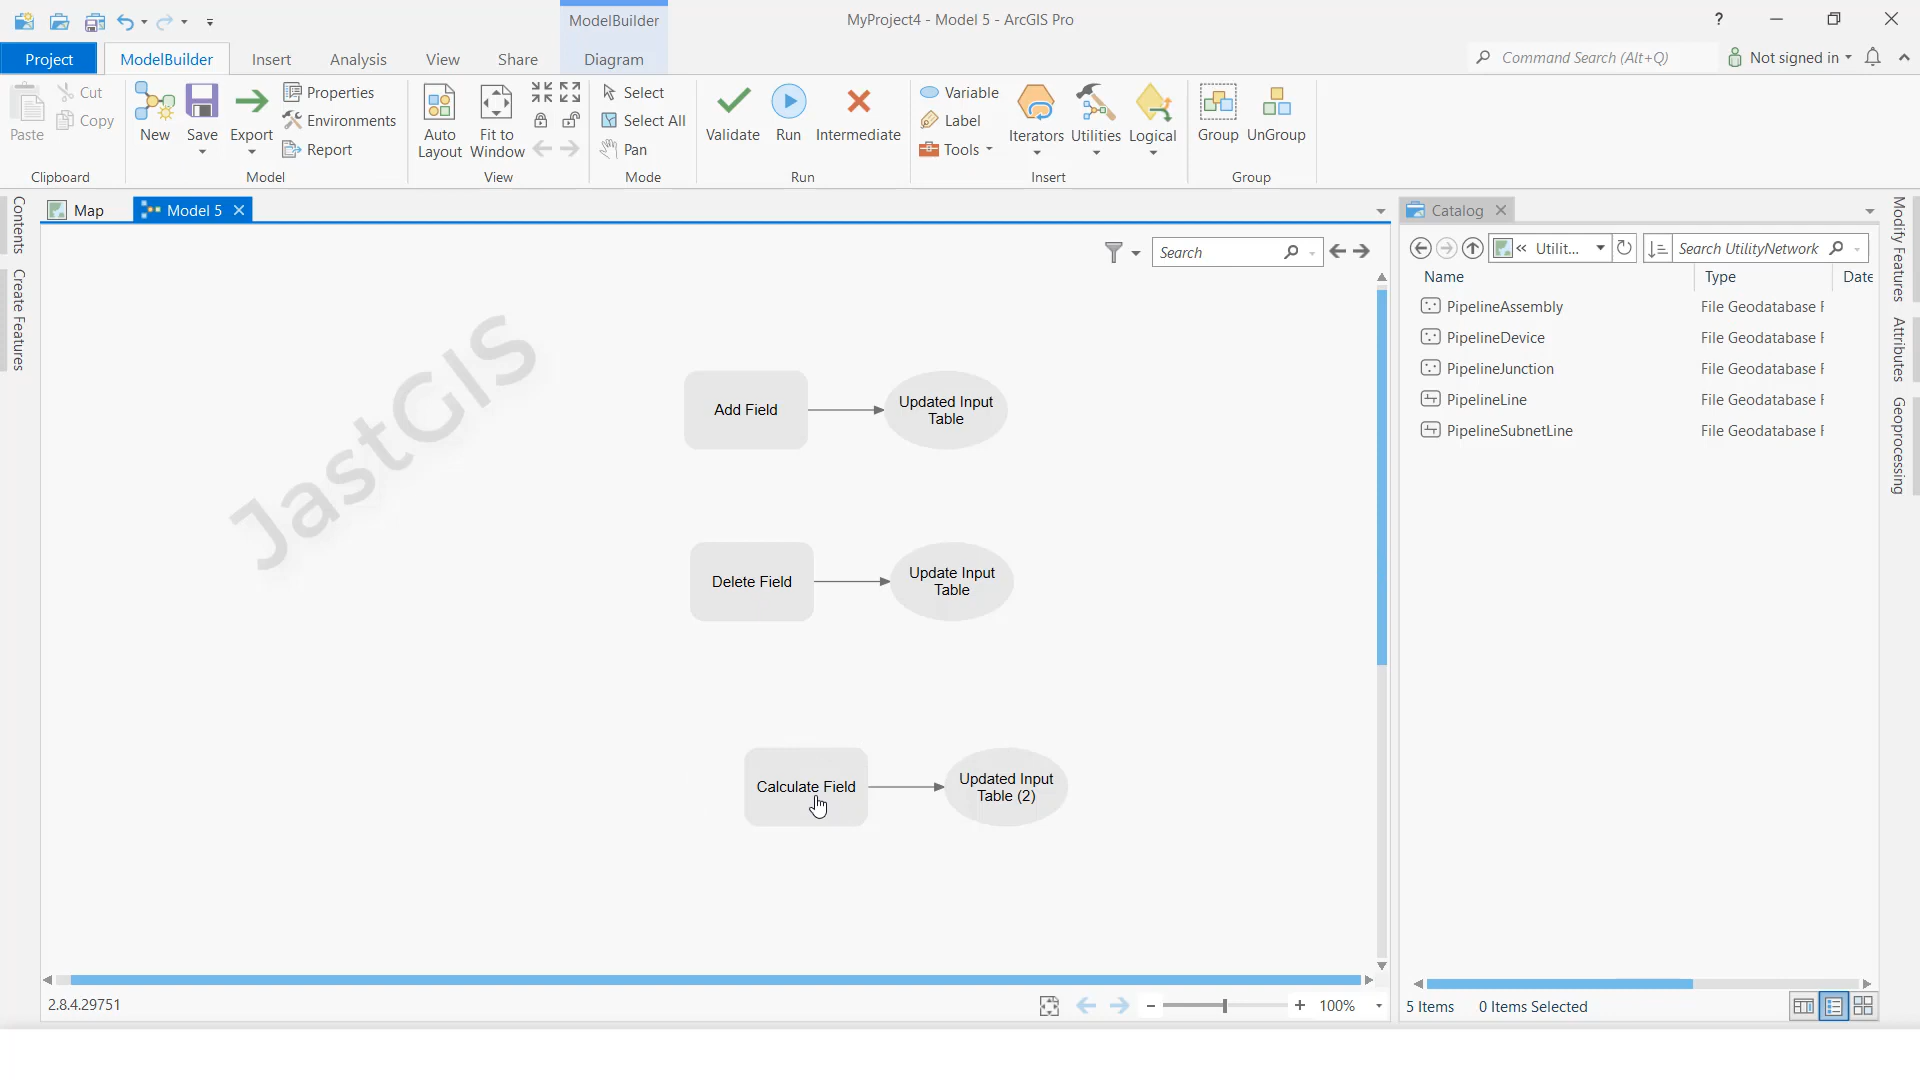 ModelBuilder
MyProject4 - Model 5 - ArcGIS Pro
?
Project
ModelBuilder
Insert
Analysis
View
Share
Diagram
Command Search (Alt+Q)
Not signed in
Paste
Cut
Copy
Clipboard
New
Save
Export
Properties
Environments
Report
Model
Auto
Layout
Fit to
Window
View
Select
Select All
Pan
Mode
Validate
Run
Intermediate
Run
Variable
Label
Tools
Iterators
Utilities
Logical
Insert
Group
UnGroup
Group
Contents
Create Features
Map
Model 5
Search
JastGIS
Add Field
Updated Input
Table
Delete Field
Update Input
Table
Calculate Field
Updated Input
Table (2)
2.8.4.29751
100%
Catalog
« Utilit...
Search UtilityNetwork
Name
Type
Date
PipelineAssembly
File Geodatabase F
PipelineDevice
File Geodatabase F
PipelineJunction
File Geodatabase F
PipelineLine
File Geodatabase F
PipelineSubnetLine
File Geodatabase F
5 Items
0 Items Selected
Modify Features
Attributes
Geoprocessing